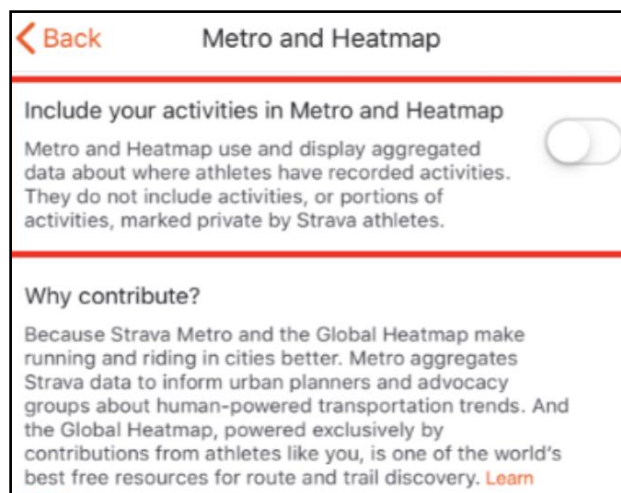 Back Metro and Heatmap
Include your activities in Metro and Heatmap
Metro and Heatmap use and display aggregated
data about where athletes have recorded activities.
They do not include activities, or portions of
activities, marked private by Strava athletes.
Why contribute?
Because Strava Metro and the Global Heatmap make
running and riding in cities better. Metro aggregates
Strava data to inform urban planners and advocacy
groups about human-powered transportation trends. And
the Global Heatmap, powered exclusively by
contributions from athletes like you, is one of the world's
best free resources for route and trail discovery. Learn